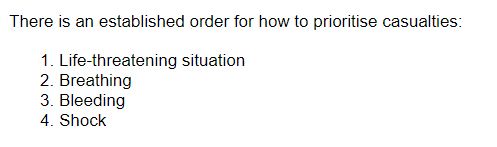 There is an established order for how to prioritise casualties:
1. Life-threatening situation
2. Breathing
3. Bleeding
4. Shock